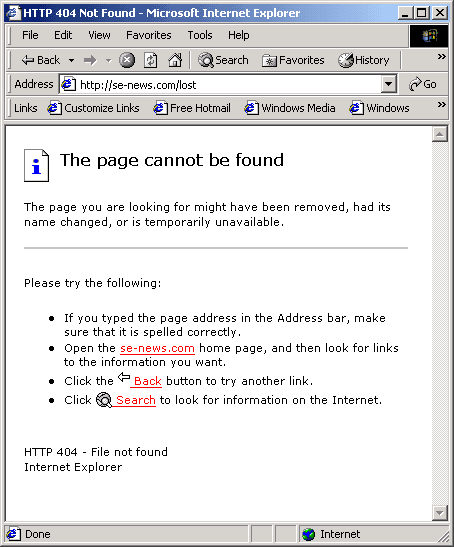 HTTP 404 Not Found - Microsoft Internet Explorer
File Edit View Favorites Tools Help
Back Search Favorites History »
Address http://se-news.com/lost Go
Links Customize Links Free Hotmail Windows Media Windows »
The page cannot be found
The page you are looking for might have been removed, had its
name changed, or is temporarily unavailable.
Please try the following:
• If you typed the page address in the Address bar, make
sure that it is spelled correctly.
• Open the se-news.com home page, and then look for links
to the information you want.
• Click the Back button to try another link.
• Click Search to look for information on the Internet.
HTTP 404 - File not found
Internet Explorer
Done Internet